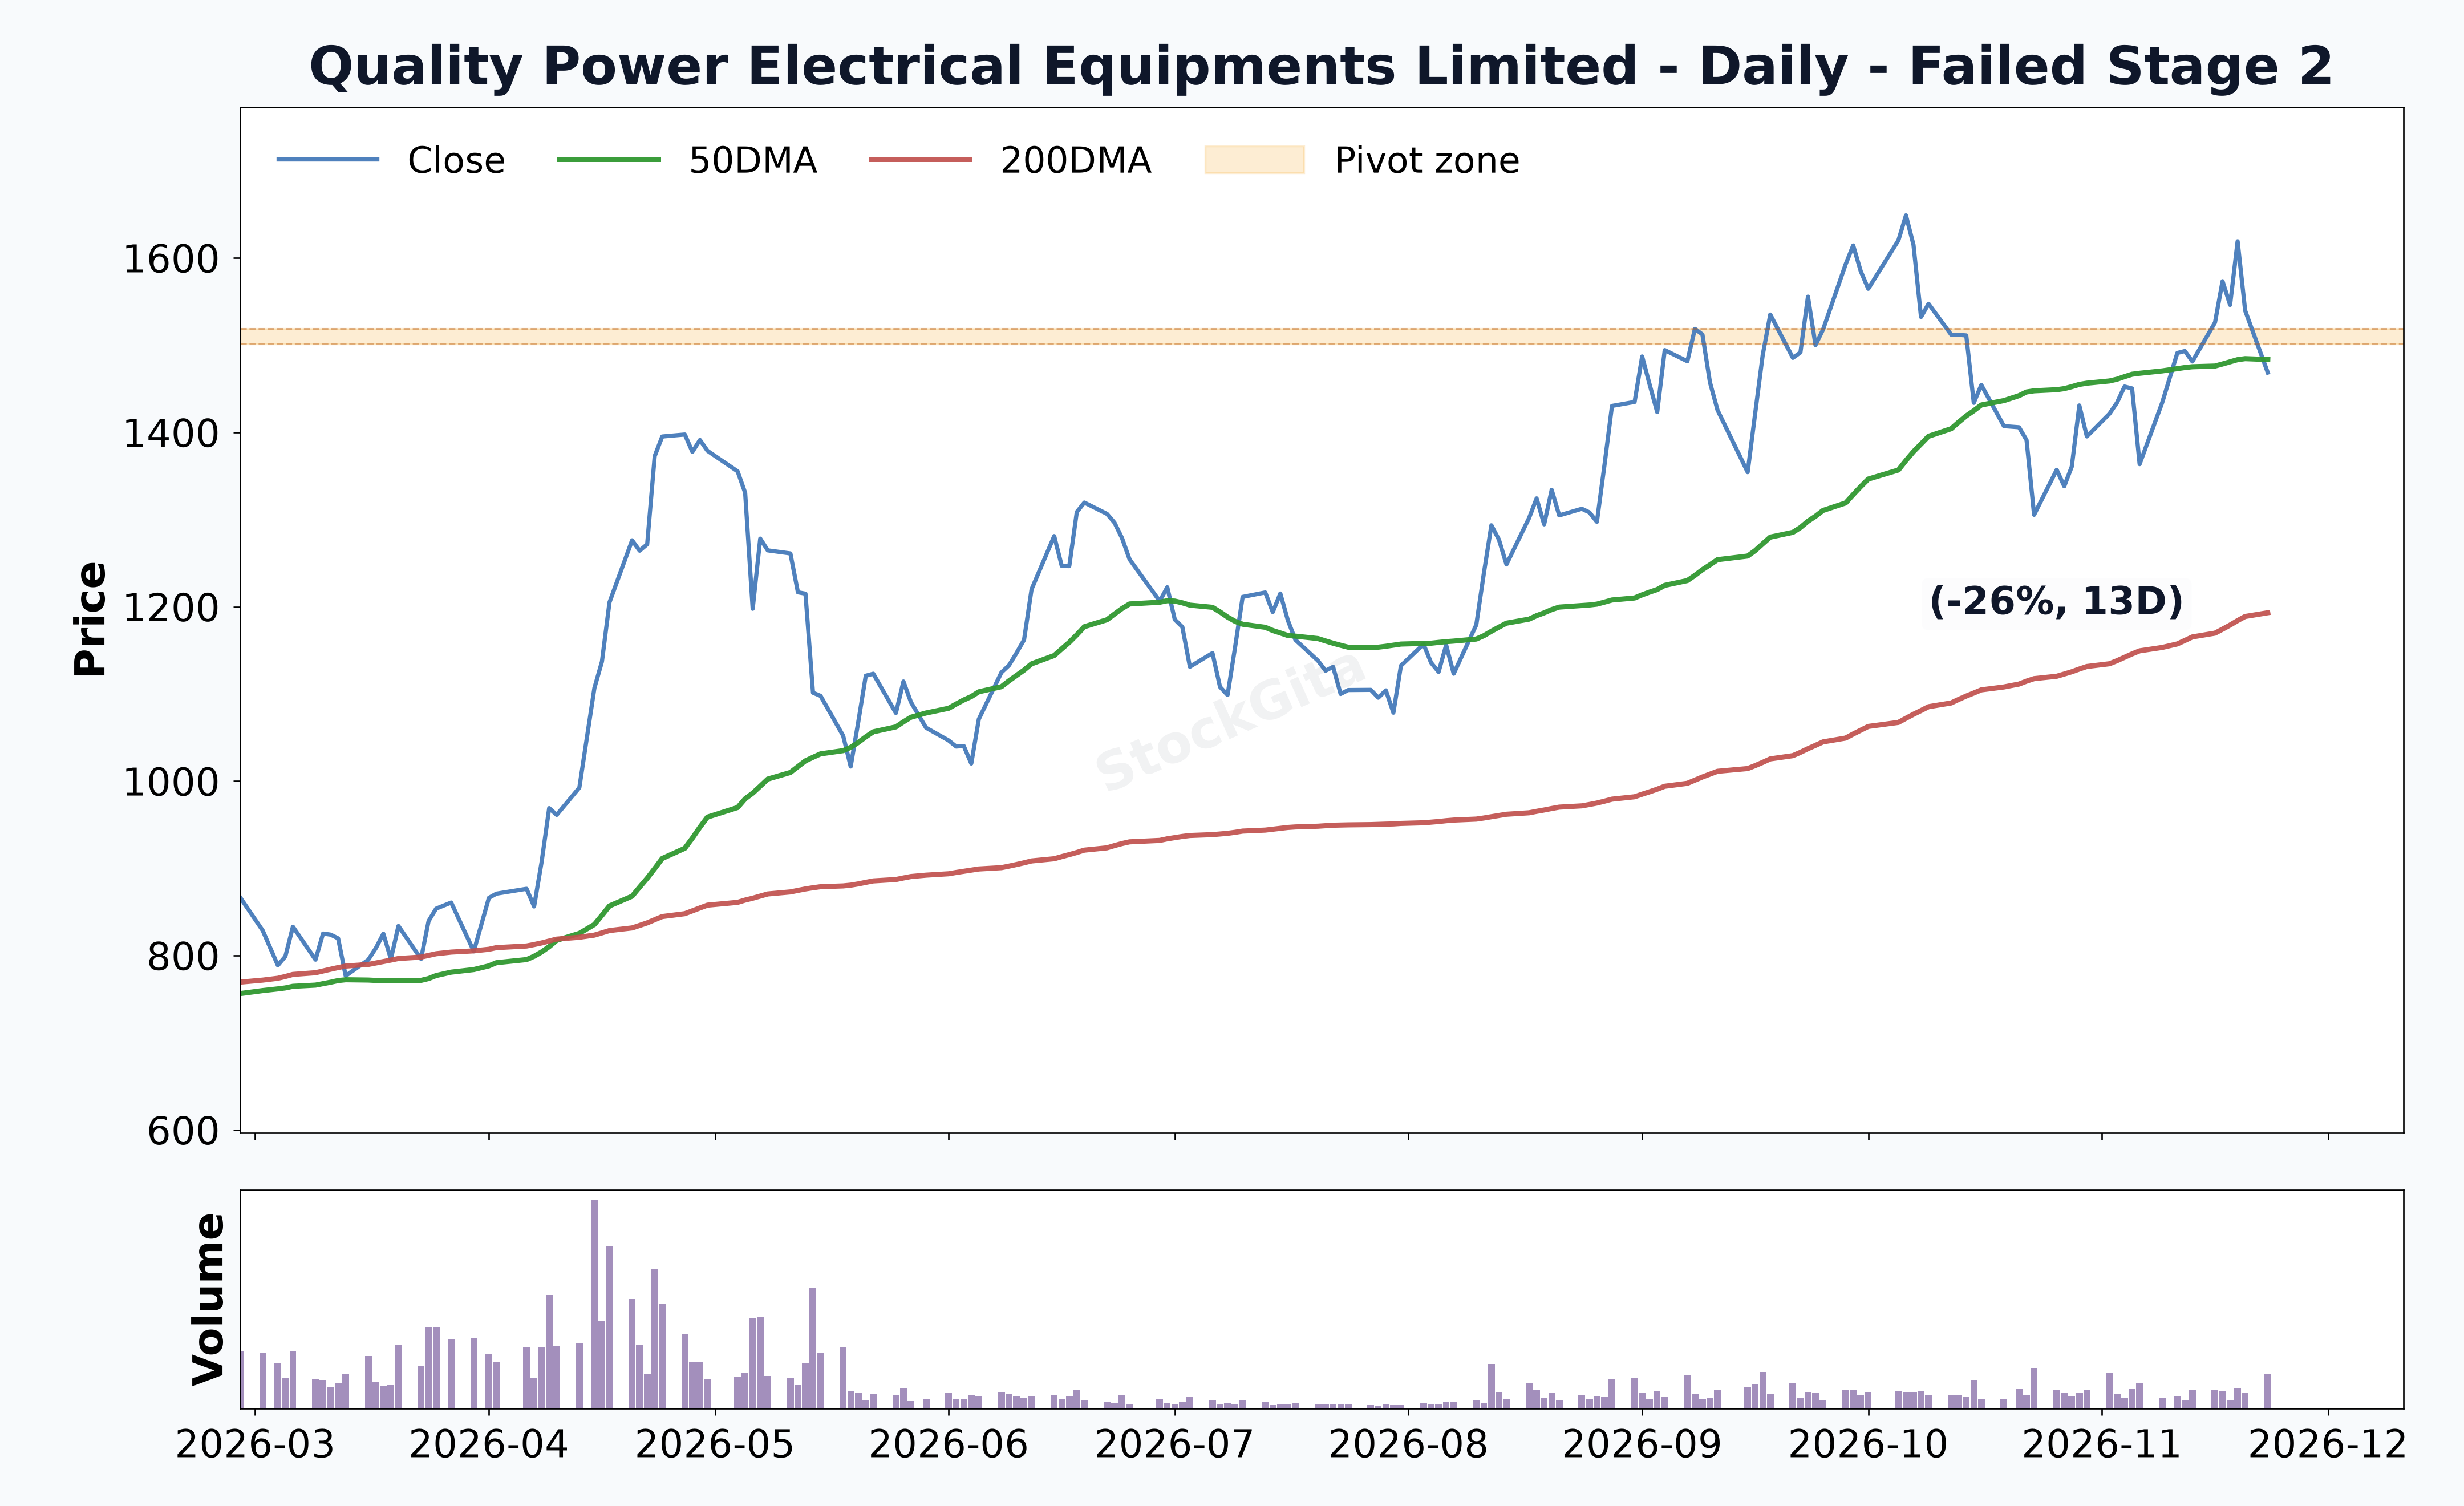 Quality Power Electrical Equipments Limited - Daily - Failed Stage 2
Close 50DMA 200DMA Pivot zone
1600
1400
1200
1000
800
600
Price
(-26%, 13D)
StockGita
Volume
2026-03 2026-04 2026-05 2026-06 2026-07 2026-08 2026-09 2026-10 2026-11 2026-12